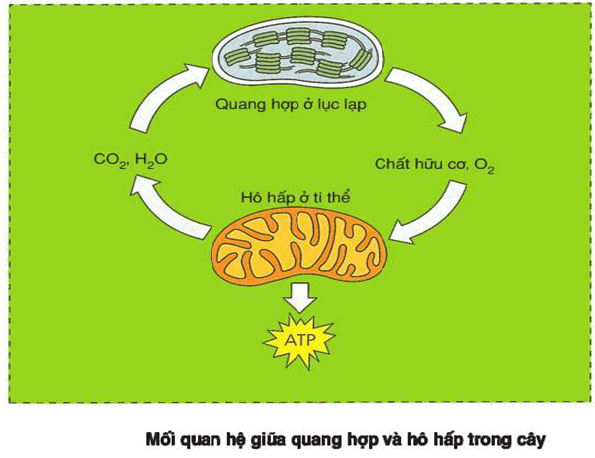 Quang hợp ở lục lạp
CO₂, H₂O
Chất hữu cơ, O₂
Hô hấp ở ti thể
ATP
Mối quan hệ giữa quang hợp và hô hấp trong cây